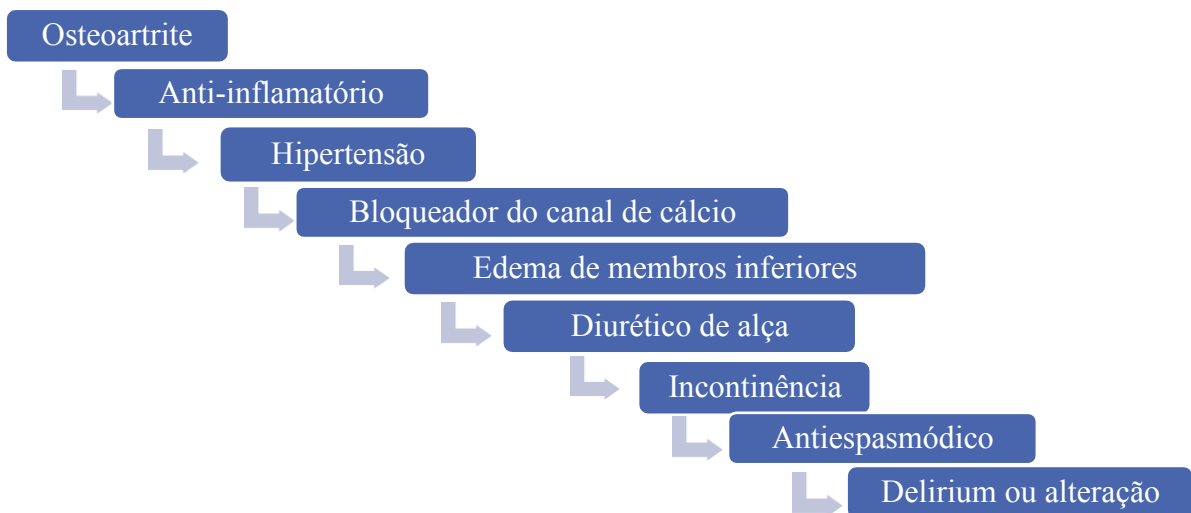 Osteoartrite
Anti-inflamatório
Hipertensão
Bloqueador do canal de cálcio
Edema de membros inferiores
Diurético de alça
Incontinência
Antiespasmódico
Delirium ou alteração